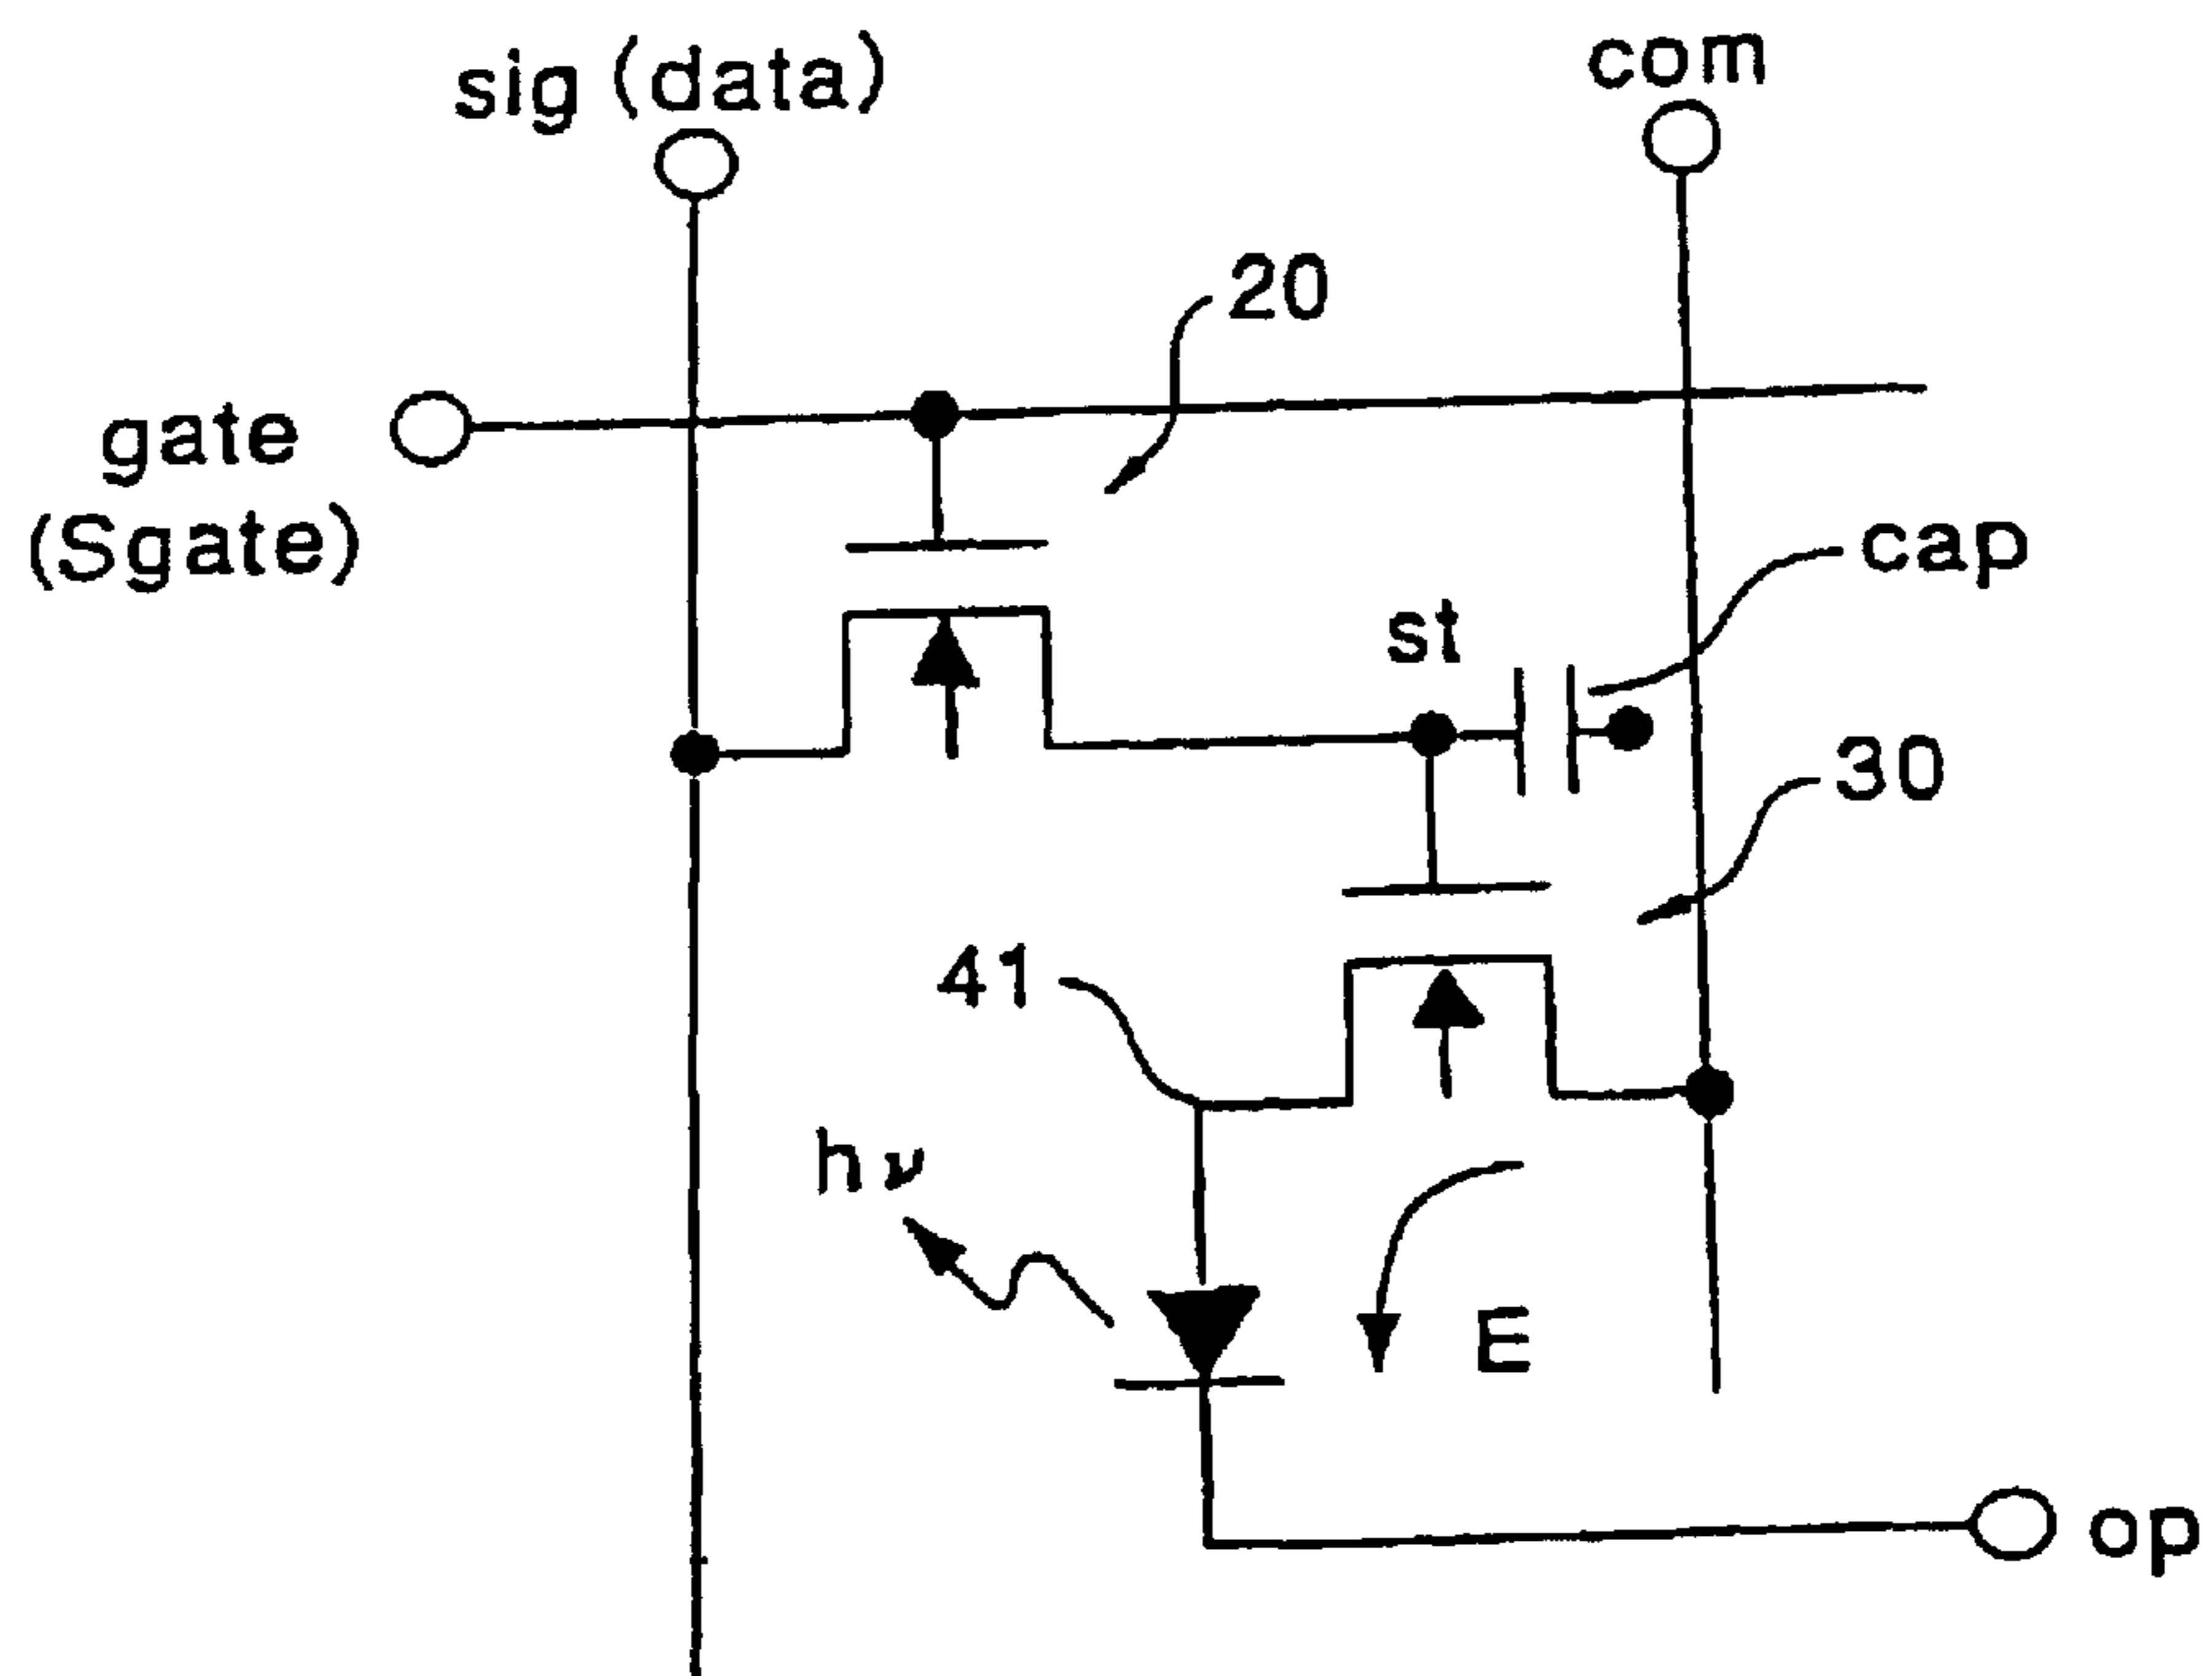 sig (data)
com
20
gate
(Sgate)
cap
st
30
41
hν
E
op